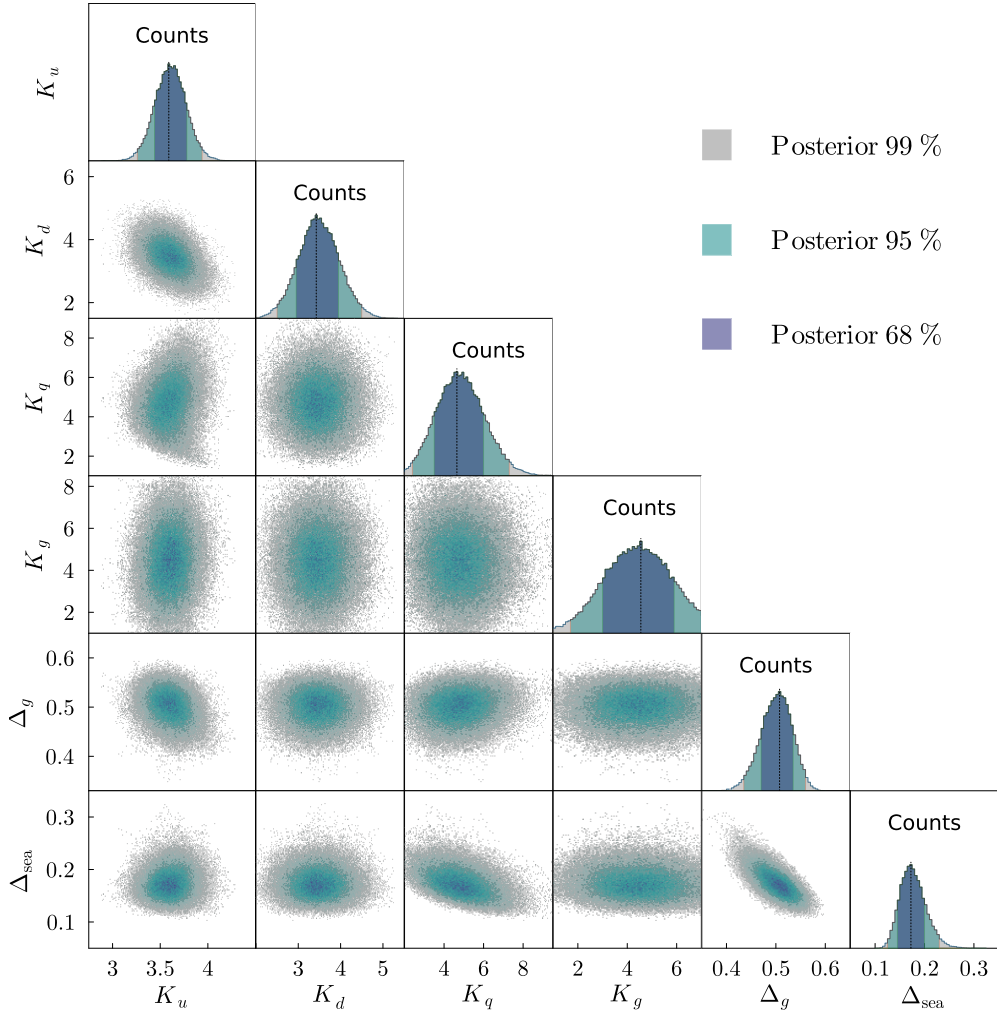 Counts
K_u
Posterior 99 %
6
4
2
K_d
Counts
Posterior 95 %
8
6
4
2
K_q
Counts
Posterior 68 %
8
6
4
2
K_g
Counts
0.6
0.5
0.4
Δ_g
Counts
0.3
0.2
0.1
Δ_sea
Counts
3 3.5 4 3 4 5 4 6 8 2 4 6 0.4 0.5 0.6 0.1 0.2 0.3
K_u K_d K_q K_g Δ_g Δ_sea